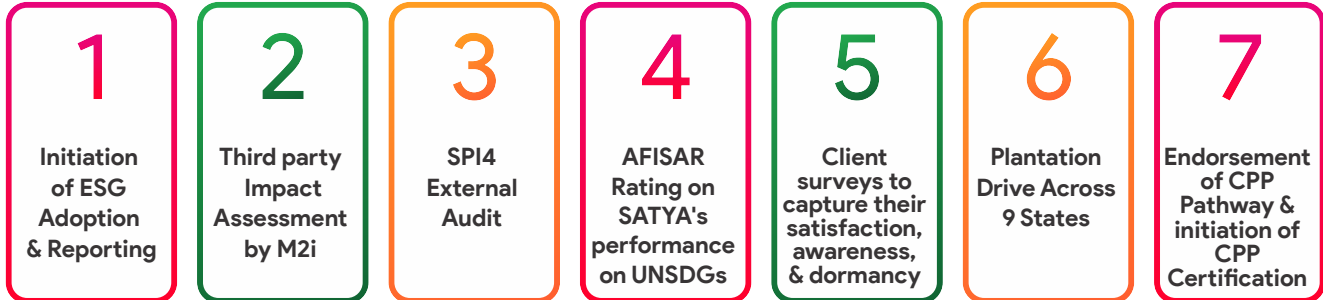 1
Initiation
of ESG
Adoption
& Reporting
2
Third party
Impact
Assessment
by M2i
3
SPI4
External
Audit
4
AFISAR
Rating on
SATYA's
performance
on UNSDGs
5
Client
surveys to
capture their
satisfaction,
awareness,
& dormancy
6
Plantation
Drive Across
9 States
7
Endorsement
of CPP
Pathway &
initiation of
CPP
Certification